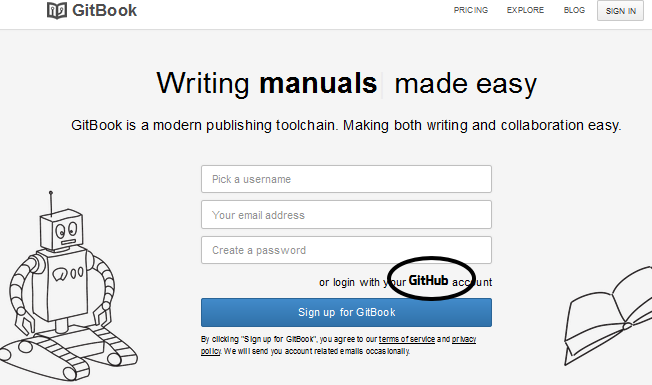 GitBook PRICING EXPLORE BLOG SIGN IN
Writing manuals made easy
GitBook is a modern publishing toolchain. Making both writing and collaboration easy.
Pick a username
Your email address
Create a password
or login with your GitHub account
Sign up for GitBook
By clicking "Sign up for GitBook", you agree to our terms of service and privacy
policy. We will send you account related emails occasionally.